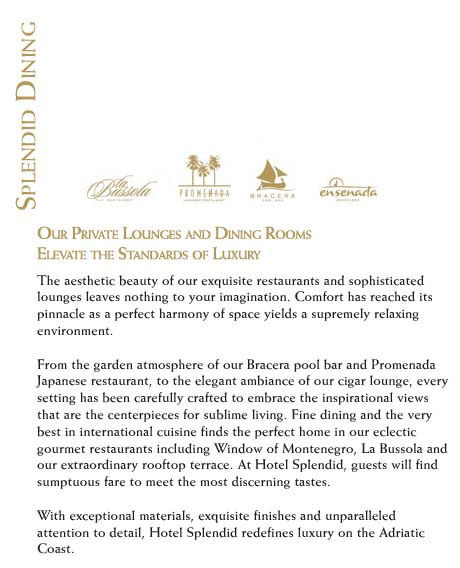 SPLENDID DINING
la Bussola
RESTAURANT
PROMENADA
JAPANESE RESTAURANT
BRACERA
POOL BAR
ensenada
BEACH BAR
OUR PRIVATE LOUNGES AND DINING ROOMS
ELEVATE THE STANDARDS OF LUXURY
The aesthetic beauty of our exquisite restaurants and sophisticated
lounges leaves nothing to your imagination. Comfort has reached its
pinnacle as a perfect harmony of space yields a supremely relaxing
environment.
From the garden atmosphere of our Bracera pool bar and Promenada
Japanese restaurant, to the elegant ambiance of our cigar lounge, every
setting has been carefully crafted to embrace the inspirational views
that are the centerpieces for sublime living. Fine dining and the very
best in international cuisine finds the perfect home in our eclectic
gourmet restaurants including Window of Montenegro, La Bussola and
our extraordinary rooftop terrace. At Hotel Splendid, guests will find
sumptuous fare to meet the most discerning tastes.
With exceptional materials, exquisite finishes and unparalleled
attention to detail, Hotel Splendid redefines luxury on the Adriatic
Coast.